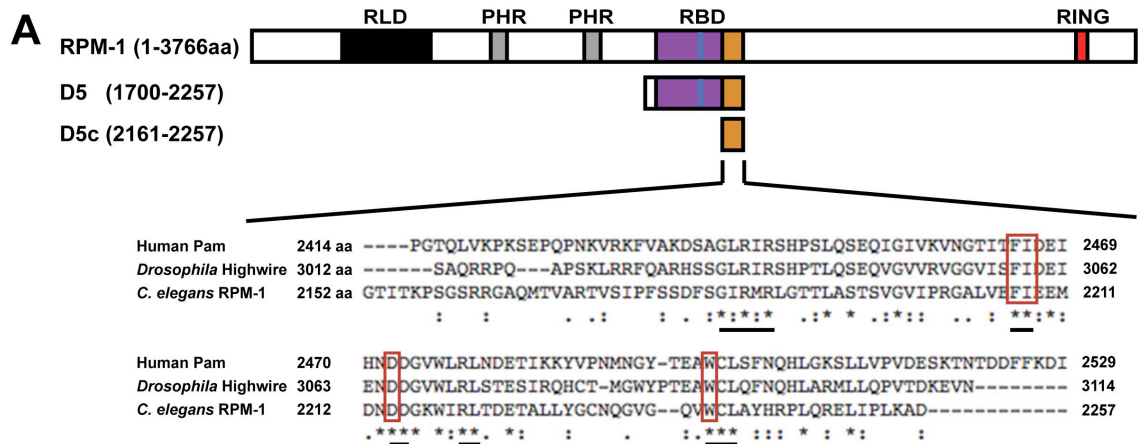 A
RLD PHR PHR RBD RING
RPM-1 (1-3766aa)
D5 (1700-2257)
D5c (2161-2257)
Human Pam 2414 aa ----PGTQLVKPKSEPQPNKVRKFVAKDSAGLRIRSHPSLQSEQIGIVKVNGTITFIDEI 2469
Drosophila Highwire 3012 aa ------SAQRRPQ---APSKLRRFQARHSSGLRIRSHPTLQSEQVGVVRVGGVISFIDEI 3062
C. elegans RPM-1 2152 aa GTITKPSGSRRGAQMTVARTVSIPFSSDFSGIRMRLGTTLASTSVGVIPRGALVEFIEEM 2211
: : . .: : . :*:*:* :* * .:*:: . . : **:*:
Human Pam 2470 HNDDGVWLRLNDETIKKYVPNMNGY-TEAWCLSFNQHLGKSLLVPVDESKTNTDDFFKDI 2529
Drosophila Highwire 3063 ENDDGVWLRLSTESIRQHCT-MGWYPTEAWCLQFNQHLARMLLQPVTDKEVN--------- 3114
C. elegans RPM-1 2212 DNDDGKWIRLTDETALLYGCNQGVG--QVWCLAYHRPLQRELIPLKAD------------ 2257
.**** *:**. *: : . :.*** :: * : *: :